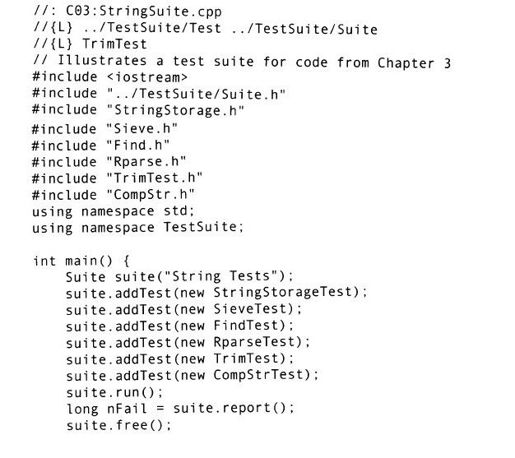 //: C03:StringSuite.cpp
//{L} ../TestSuite/Test ../TestSuite/Suite
//{L} TrimTest
// Illustrates a test suite for code from Chapter 3
#include <iostream>
#include "../TestSuite/Suite.h"
#include "StringStorage.h"
#include "Sieve.h"
#include "Find.h"
#include "Rparse.h"
#include "TrimTest.h"
#include "CompStr.h"
using namespace std;
using namespace TestSuite;

int main() {
    Suite suite("String Tests");
    suite.addTest(new StringStorageTest);
    suite.addTest(new SieveTest);
    suite.addTest(new FindTest);
    suite.addTest(new RparseTest);
    suite.addTest(new TrimTest);
    suite.addTest(new CompStrTest);
    suite.run();
    long nFail = suite.report();
    suite.free();